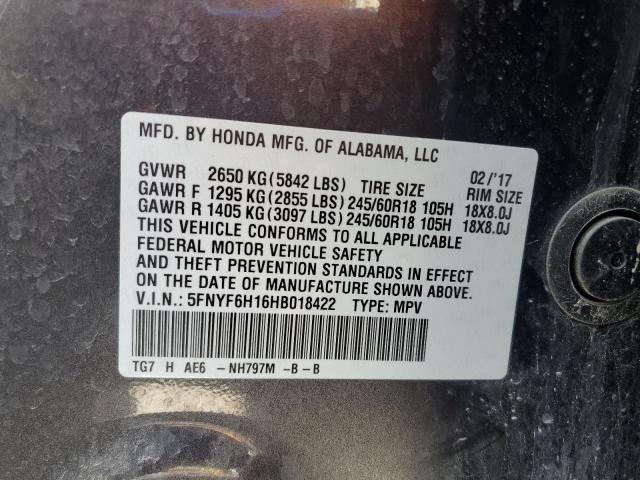 MFD. BY HONDA MFG. OF ALABAMA, LLC
GVWR 2650 KG (5842 LBS) TIRE SIZE 02/'17 RIM SIZE
GAWR F 1295 KG (2855 LBS) 245/60R18 105H 18X8.0J
GAWR R 1405 KG (3097 LBS) 245/60R18 105H 18X8.0J
THIS VEHICLE CONFORMS TO ALL APPLICABLE
FEDERAL MOTOR VEHICLE SAFETY
AND THEFT PREVENTION STANDARDS IN EFFECT
ON THE DATE OF MANUFACTURE SHOWN ABOVE.
V.I.N.: 5FNYF6H16HB018422 TYPE: MPV
TG7 H AE6 -NH797M -B-B